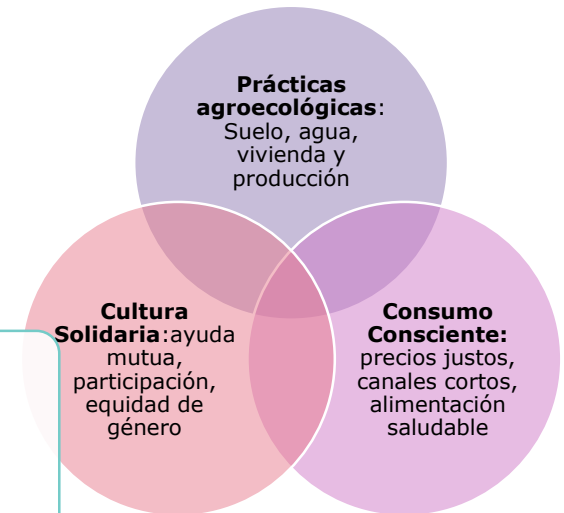 Prácticas
agroecológicas:
Suelo, agua,
vivienda y
producción
Cultura
Solidaria:ayuda
mutua,
participación,
equidad de
género
Consumo
Consciente:
precios justos,
canales cortos,
alimentación
saludable